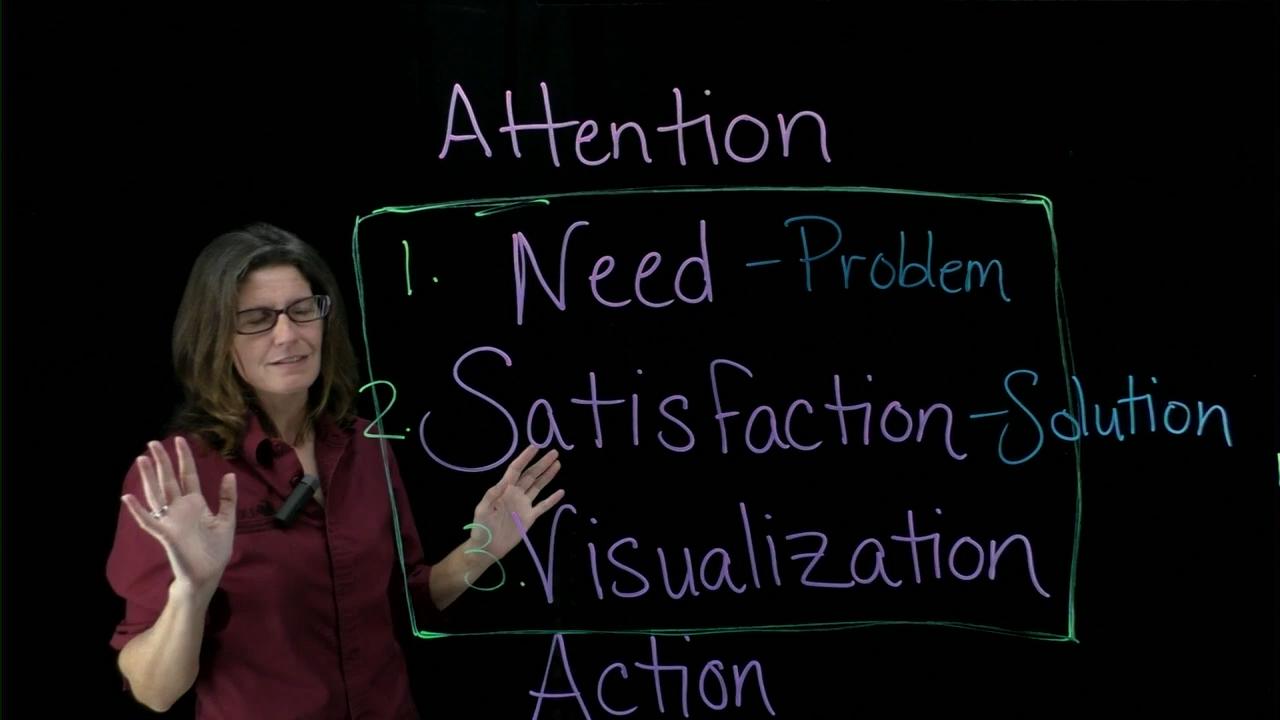 Attention
1. Need - Problem
2. Satisfaction - Solution
3. Visualization
Action